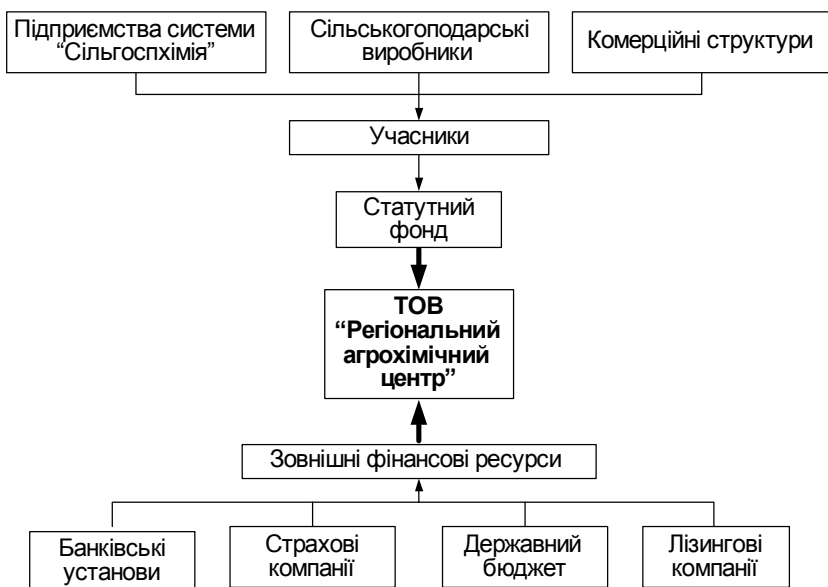 Підприємства системи
“Сільгоспхімія”
Сільськогоподарські
виробники
Комерційні структури
Учасники
Статутний
фонд
ТОВ
“Регіональний
агрохімічний
центр”
Зовнішні фінансові ресурси
Банківські
установи
Страхові
компанії
Державний
бюджет
Лізингові
компанії